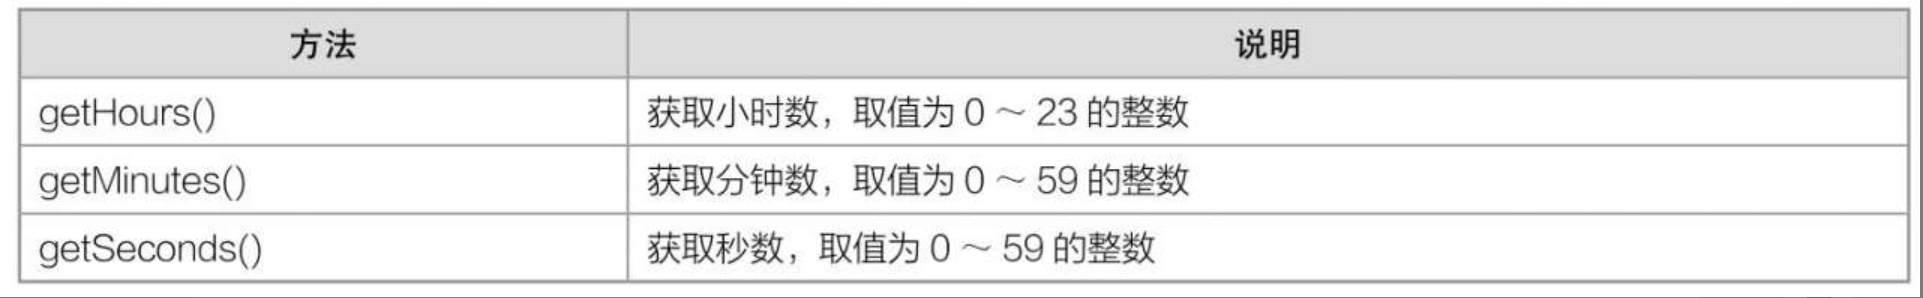 方法 说明
getHours() 获取小时数，取值为 0 ～ 23 的整数
getMinutes() 获取分钟数，取值为 0 ～ 59 的整数
getSeconds() 获取秒数，取值为 0 ～ 59 的整数